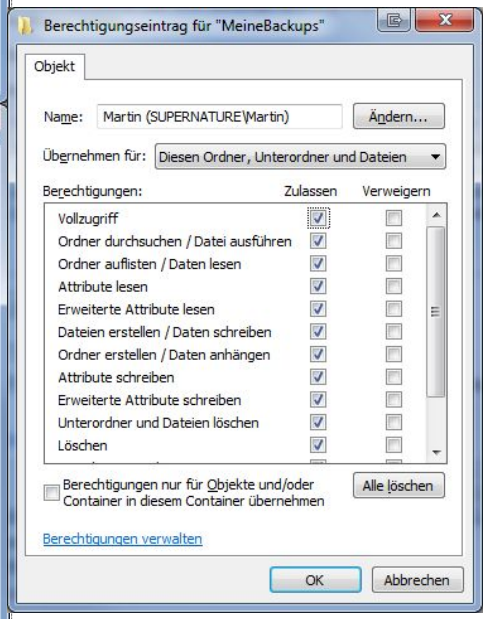 Berechtigungseintrag für "MeineBackups"
Objekt
Name: Martin (SUPERNATURE\Martin) Ändern...
Übernehmen für: Diesen Ordner, Unterordner und Dateien
Berechtigungen: Zulassen Verweigern
Vollzugriff
Ordner durchsuchen / Datei ausführen
Ordner auflisten / Daten lesen
Attribute lesen
Erweiterte Attribute lesen
Dateien erstellen / Daten schreiben
Ordner erstellen / Daten anhängen
Attribute schreiben
Erweiterte Attribute schreiben
Unterordner und Dateien löschen
Löschen
Berechtigungen nur für Objekte und/oder
Container in diesem Container übernehmen
Alle löschen
Berechtigungen verwalten
OK Abbrechen